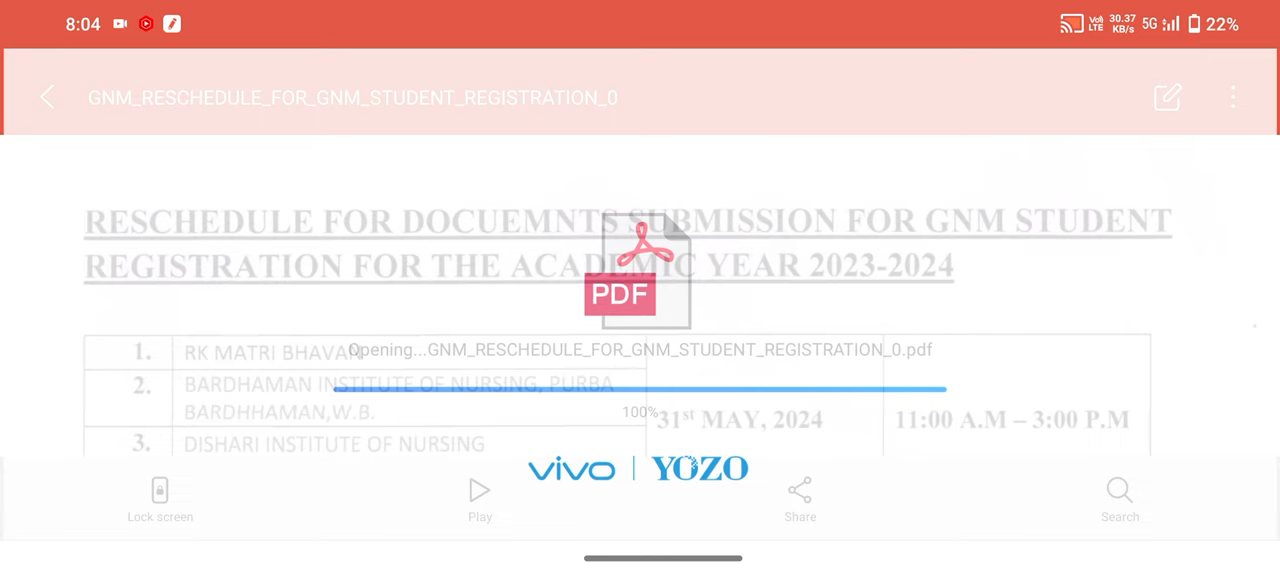 8:04 Vo) LTE 30.37 KB/s 5G 22%
GNM_RESCHEDULE_FOR_GNM_STUDENT_REGISTRATION_0
RESCHEDULE FOR DOCUEMNTS SUBMISSION FOR GNM STUDENT
REGISTRATION FOR THE ACADEMIC YEAR 2023-2024
PDF
1. RK MATRI BHAVAN
Opening...GNM_RESCHEDULE_FOR_GNM_STUDENT_REGISTRATION_0.pdf
2. BARDHAMAN INSTITUTE OF NURSING, PURBA
BARDHHAMAN,W.B.
100%
31st MAY, 2024 11:00 A.M – 3:00 P.M
3. DISHARI INSTITUTE OF NURSING
vivo | YOZO
Lock screen Play Share Search